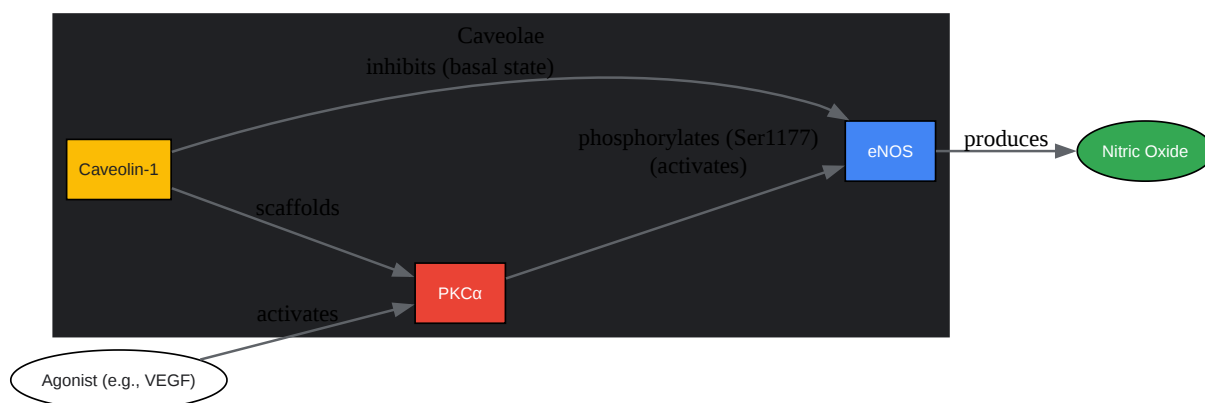 Caveolae
inhibits (basal state)
phosphorylates (Ser1177)
(activates)
produces
eNOS
Nitric Oxide
Caveolin-1
scaffolds
PKCα
activates
Agonist (e.g., VEGF)